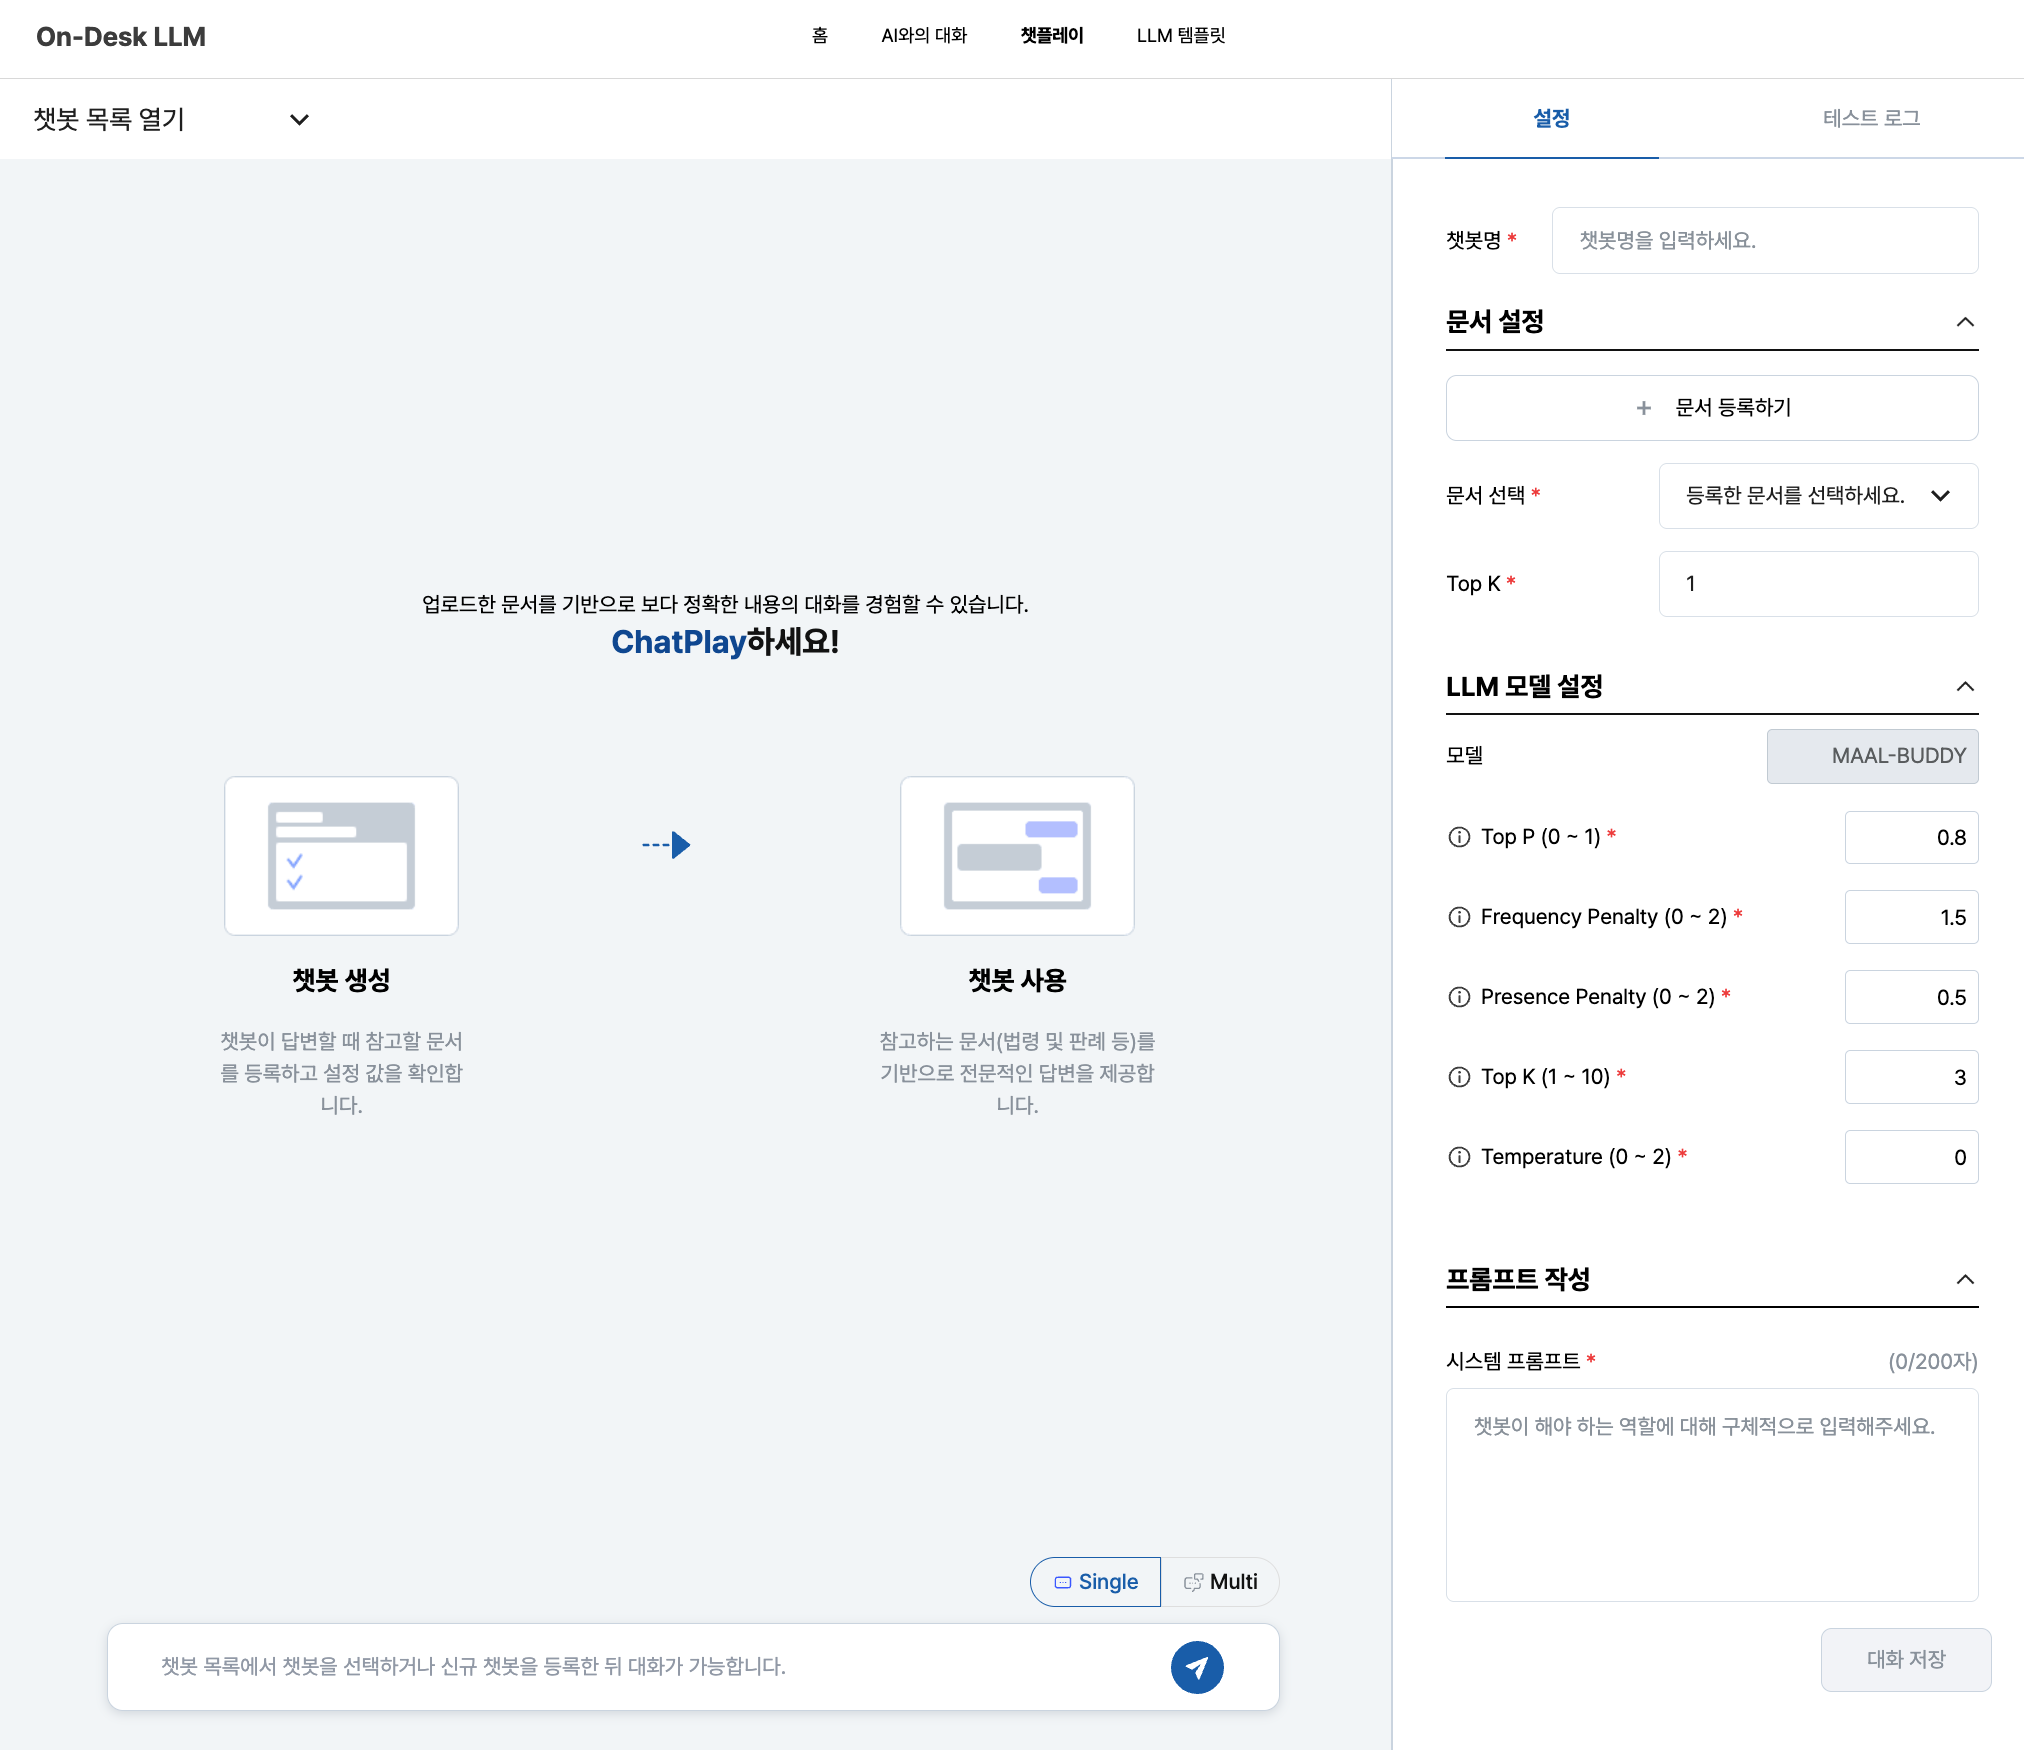 On-Desk LLM
홈
AI와의 대화
챗플레이
LLM 템플릿
챗봇 목록 열기
업로드한 문서를 기반으로 보다 정확한 내용의 대화를 경험할 수 있습니다.
ChatPlay하세요!
챗봇 생성
챗봇이 답변할 때 참고할 문서
를 등록하고 설정 값을 확인합
니다.
챗봇 사용
참고하는 문서(법령 및 판례 등)를
기반으로 전문적인 답변을 제공합
니다.
Single
Multi
챗봇 목록에서 챗봇을 선택하거나 신규 챗봇을 등록한 뒤 대화가 가능합니다.
설정
테스트 로그
챗봇명 *
챗봇명을 입력하세요.
문서 설정
+ 문서 등록하기
문서 선택 *
등록한 문서를 선택하세요.
Top K *
1
LLM 모델 설정
모델
MAAL-BUDDY
Top P (0 ~ 1) *
0.8
Frequency Penalty (0 ~ 2) *
1.5
Presence Penalty (0 ~ 2) *
0.5
Top K (1 ~ 10) *
3
Temperature (0 ~ 2) *
0
프롬프트 작성
시스템 프롬프트 *
(0/200자)
챗봇이 해야 하는 역할에 대해 구체적으로 입력해주세요.
대화 저장